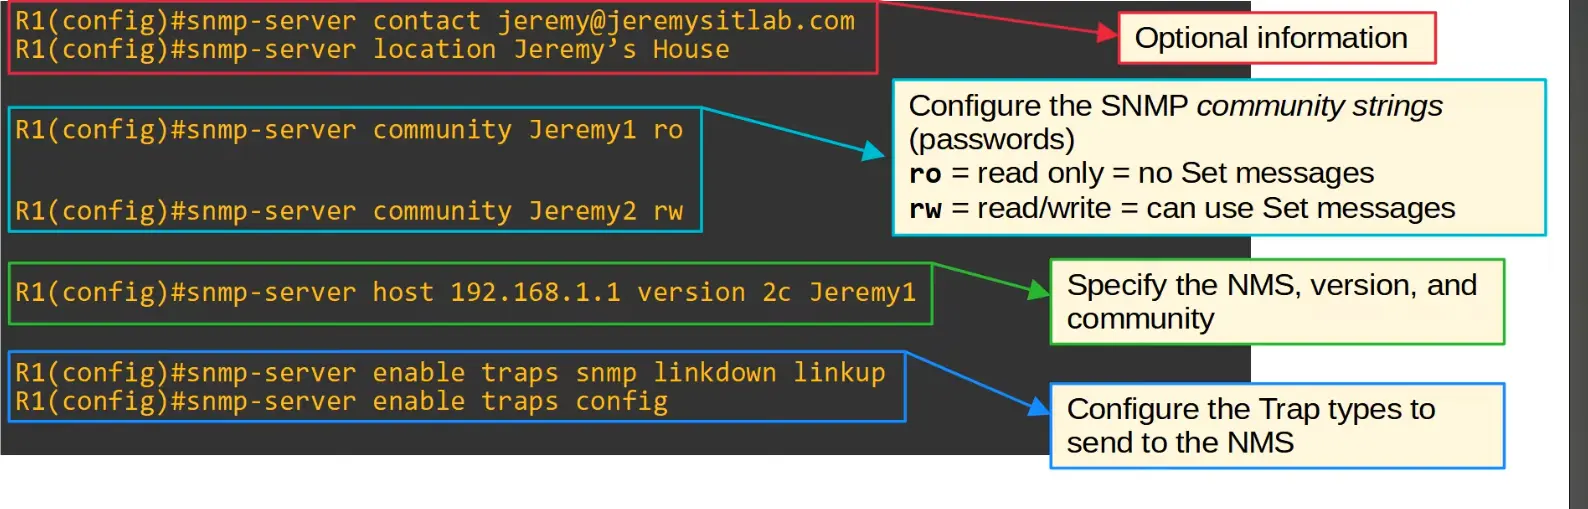 R1(config)#snmp-server contact jeremy@jeremysitlab.com
R1(config)#snmp-server location Jeremy’s House
Optional information
R1(config)#snmp-server community Jeremy1 ro
R1(config)#snmp-server community Jeremy2 rw
Configure the SNMP community strings
(passwords)
ro = read only = no Set messages
rw = read/write = can use Set messages
R1(config)#snmp-server host 192.168.1.1 version 2c Jeremy1
Specify the NMS, version, and
community
R1(config)#snmp-server enable traps snmp linkdown linkup
R1(config)#snmp-server enable traps config
Configure the Trap types to
send to the NMS